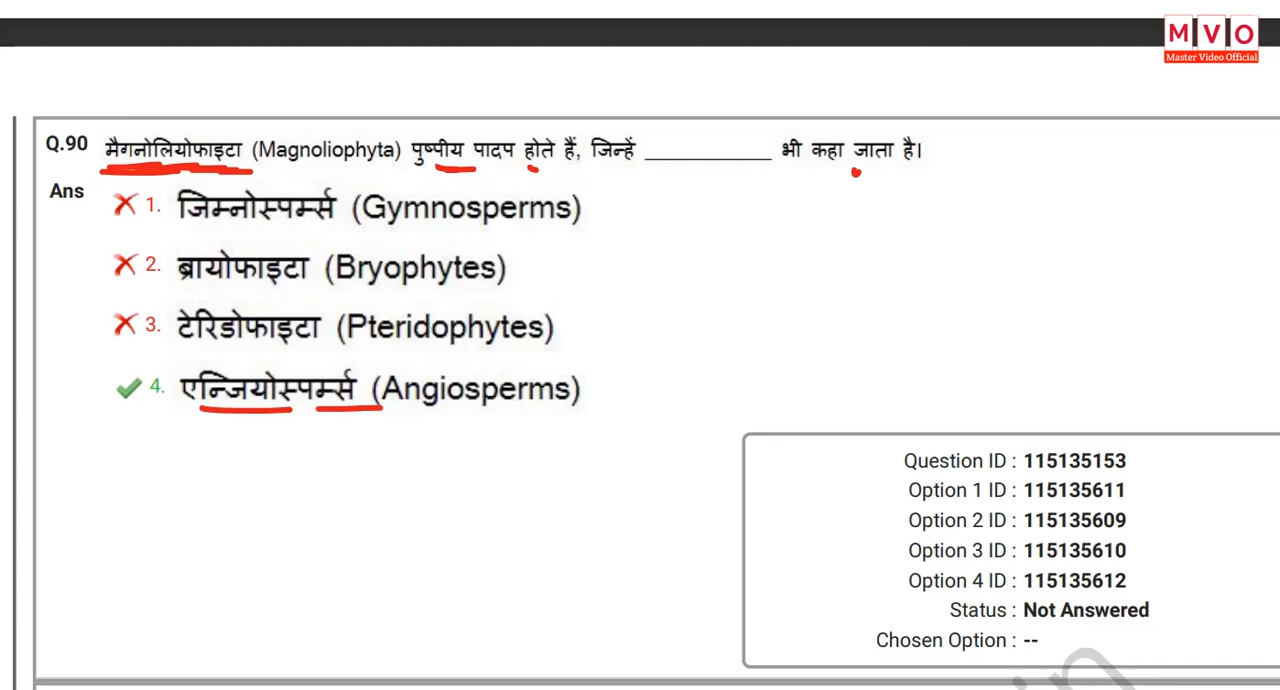 M V O
Master Video Official
Q.90 मैगनोलियोफाइटा (Magnoliophyta) पुष्पीय पादप होते हैं, जिन्हें ____________ भी कहा जाता है।
Ans
1. जिम्नोस्पर्म्स (Gymnosperms)
2. ब्रायोफाइटा (Bryophytes)
3. टेरिडोफाइटा (Pteridophytes)
4. एन्जियोस्पर्म्स (Angiosperms)
Question ID : 115135153
Option 1 ID : 115135611
Option 2 ID : 115135609
Option 3 ID : 115135610
Option 4 ID : 115135612
Status : Not Answered
Chosen Option : --